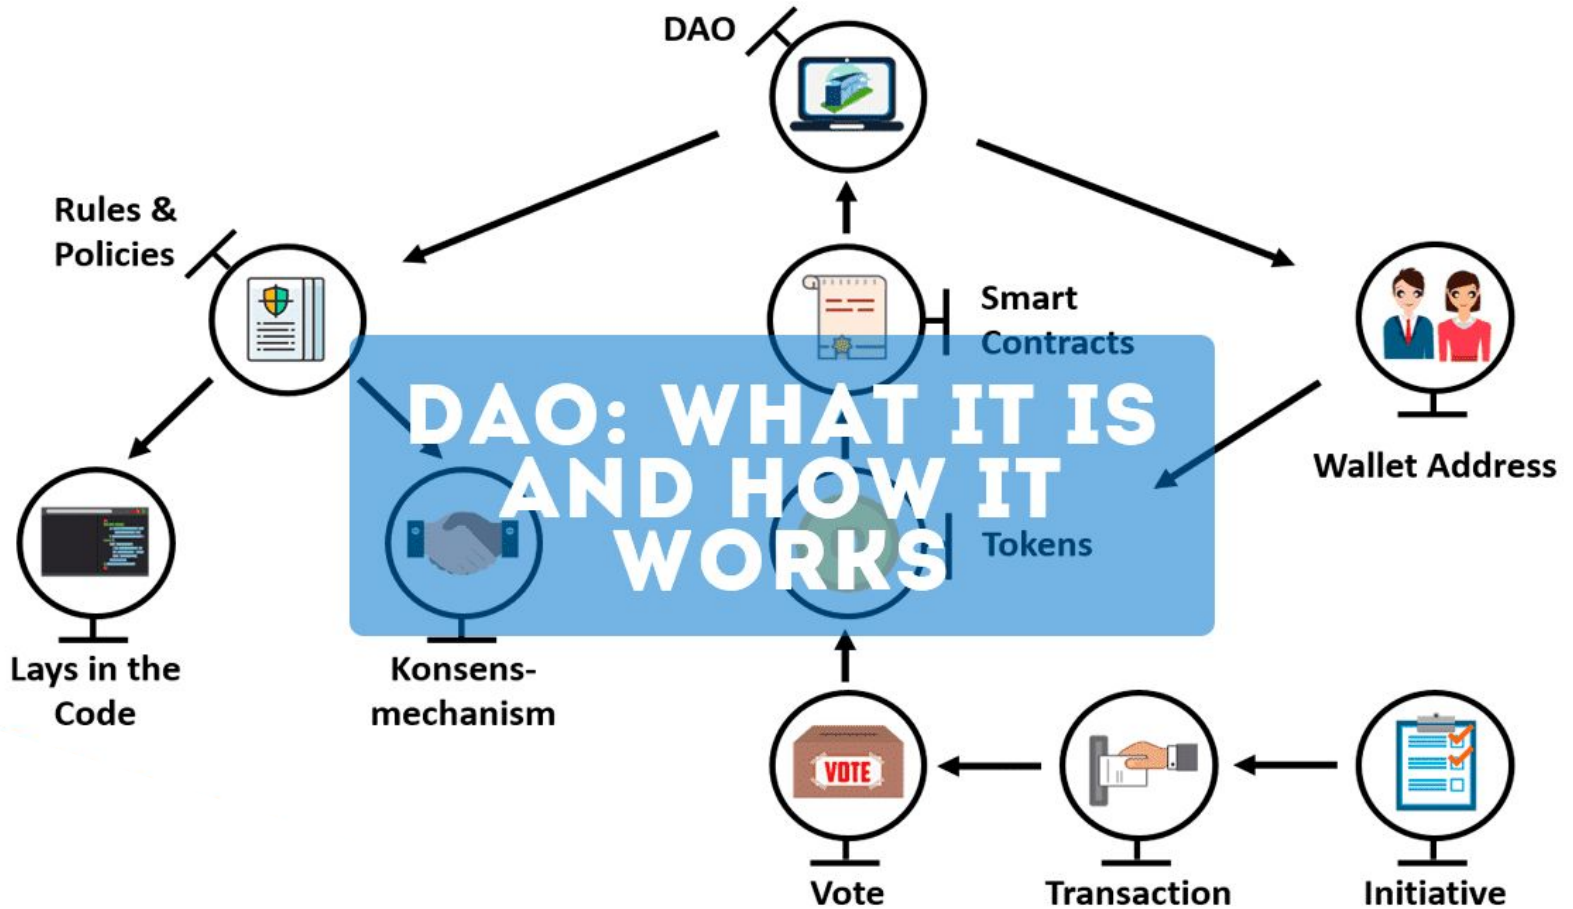 DAO
Rules &
Policies
Smart
Contracts
DAO: WHAT IT IS
AND HOW IT
WORKS
Wallet Address
Tokens
Lays in the
Code
Konsens-
mechanism
VOTE
Vote
Transaction
Initiative